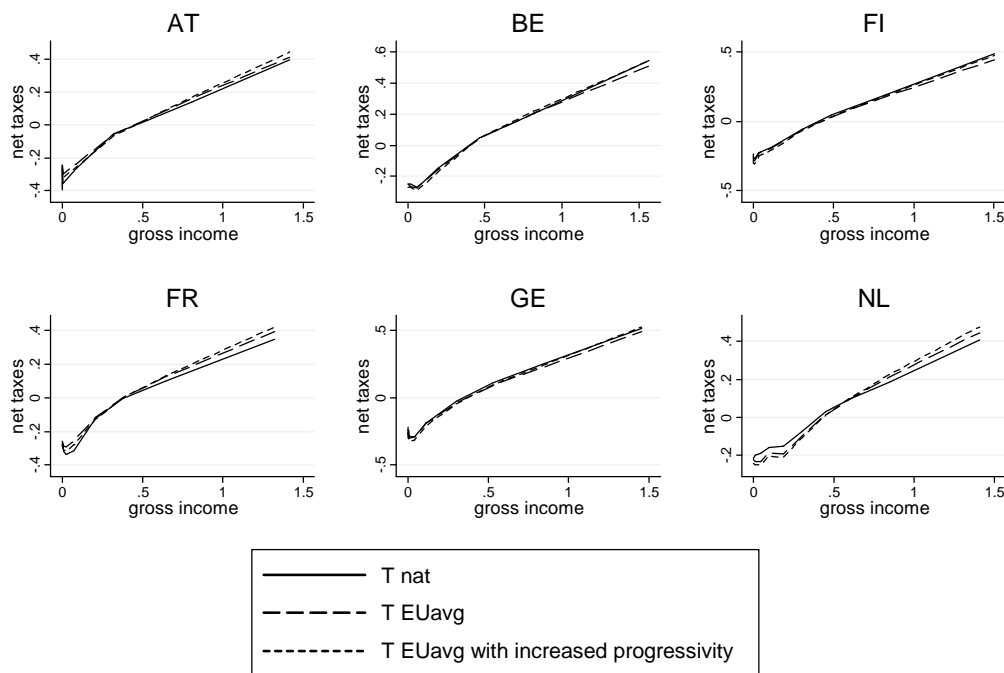 AT
.4
.2
0
-.2
-.4
net taxes
0
.5
1
1.5
gross income
BE
.6
.4
.2
0
-.2
net taxes
0
.5
1
1.5
gross income
FI
.5
0
-.5
net taxes
0
.5
1
1.5
gross income
FR
.4
.2
0
-.2
-.4
net taxes
0
.5
1
1.5
gross income
GE
.5
0
-.5
net taxes
0
.5
1
1.5
gross income
NL
.4
.2
0
-.2
net taxes
0
.5
1
1.5
gross income
T nat
T EUavg
T EUavg with increased progressivity